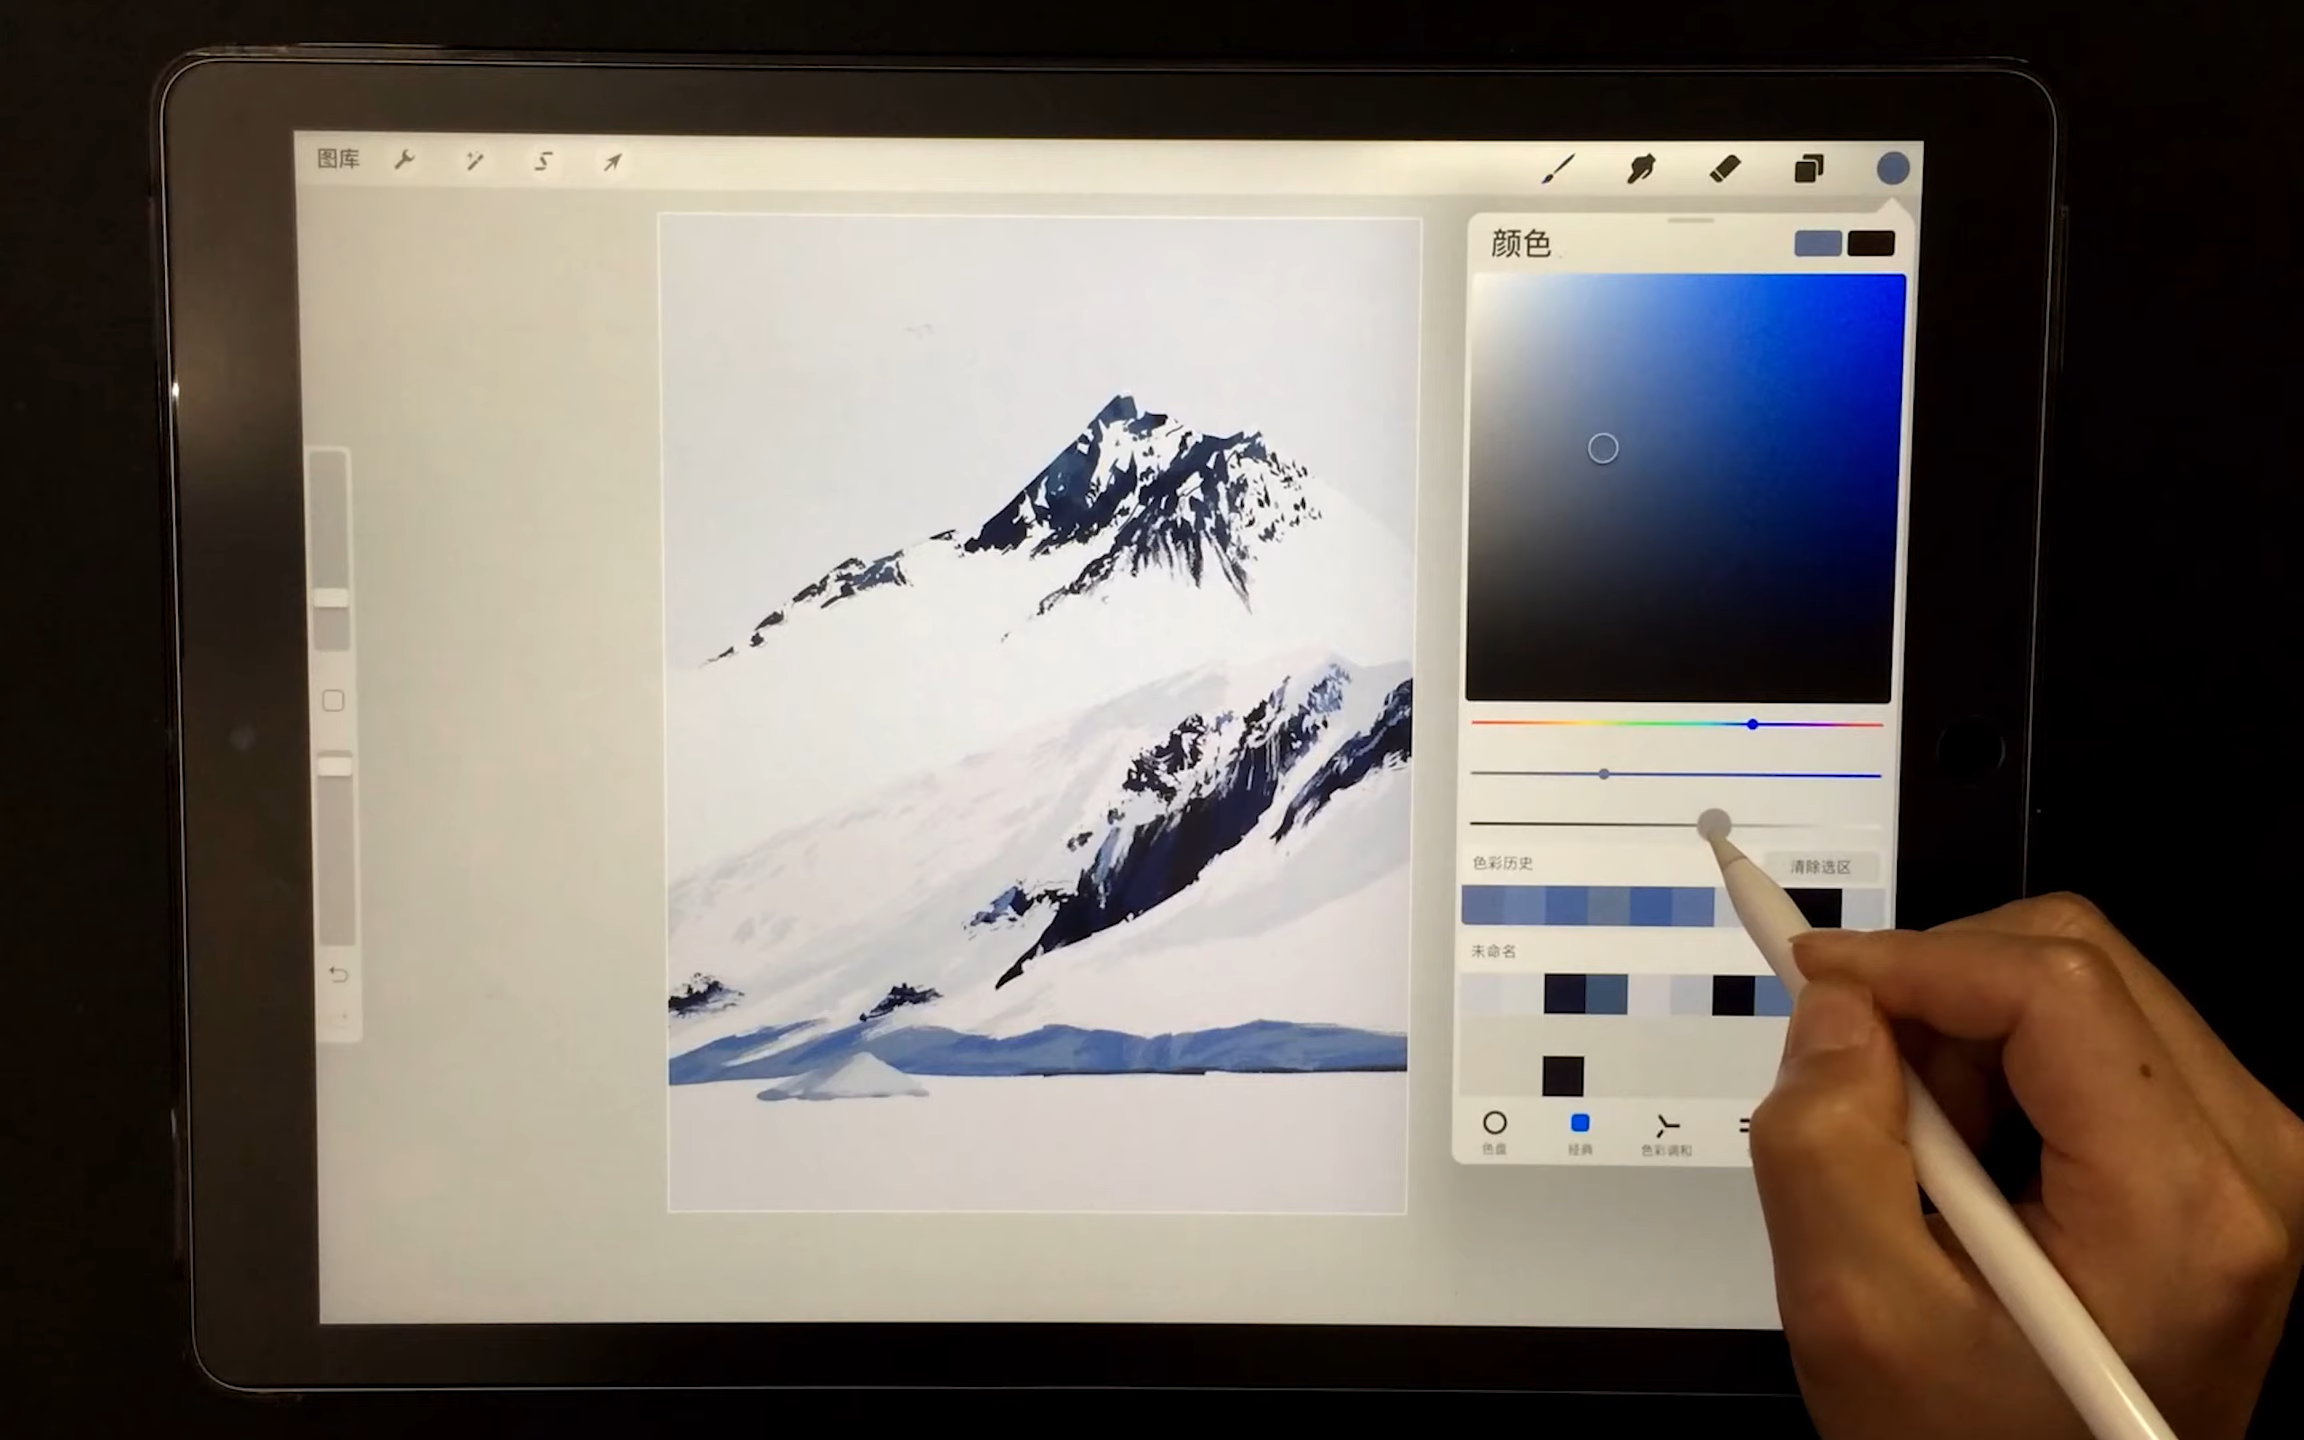 图库
颜色
色彩历史
清除选区
未命名
色盘
经典
色彩调和